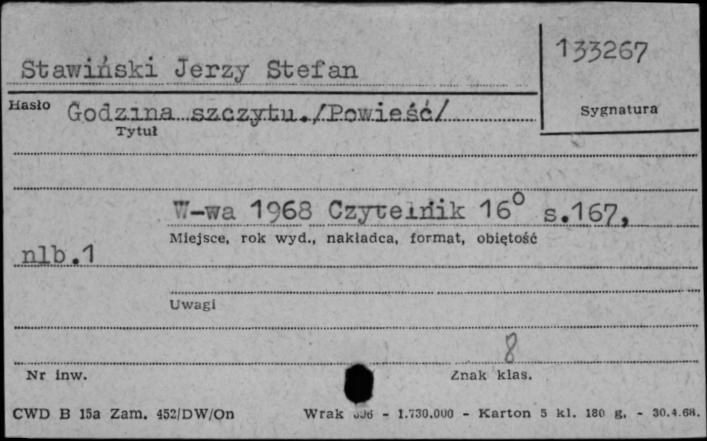 133267
Stawiński Jerzy Stefan
Hasło
Sygnatura
Godzina szczytu./Powieść/
Tytuł
W-wa 1968 Czytelnik 16° s.167,
Miejsce, rok wyd., nakładca, format, objętość
nlb.1
Uwagi
8
Nr inw.
Znak klas.
CWD B 15a Zam. 452/DW/On Wrak - 1.730.000 - Karton 5 kl. 180 g. - 30.4.68.